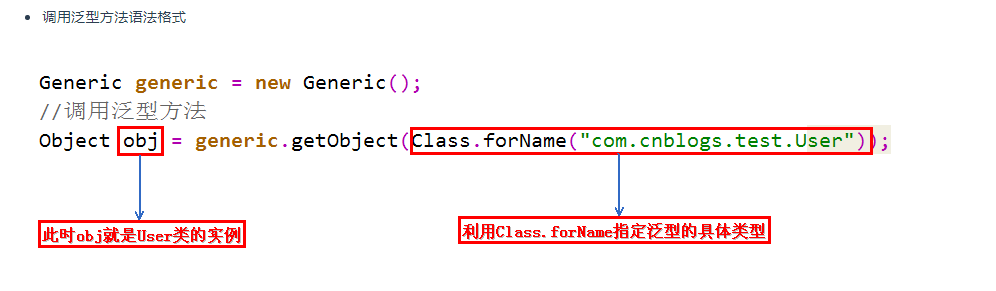 调用泛型方法语法格式
Generic generic = new Generic();
//调用泛型方法
Object obj = generic.getObject(Class.forName("com.cnblogs.test.User"));
此时obj就是User类的实例
利用Class.forName指定泛型的具体类型